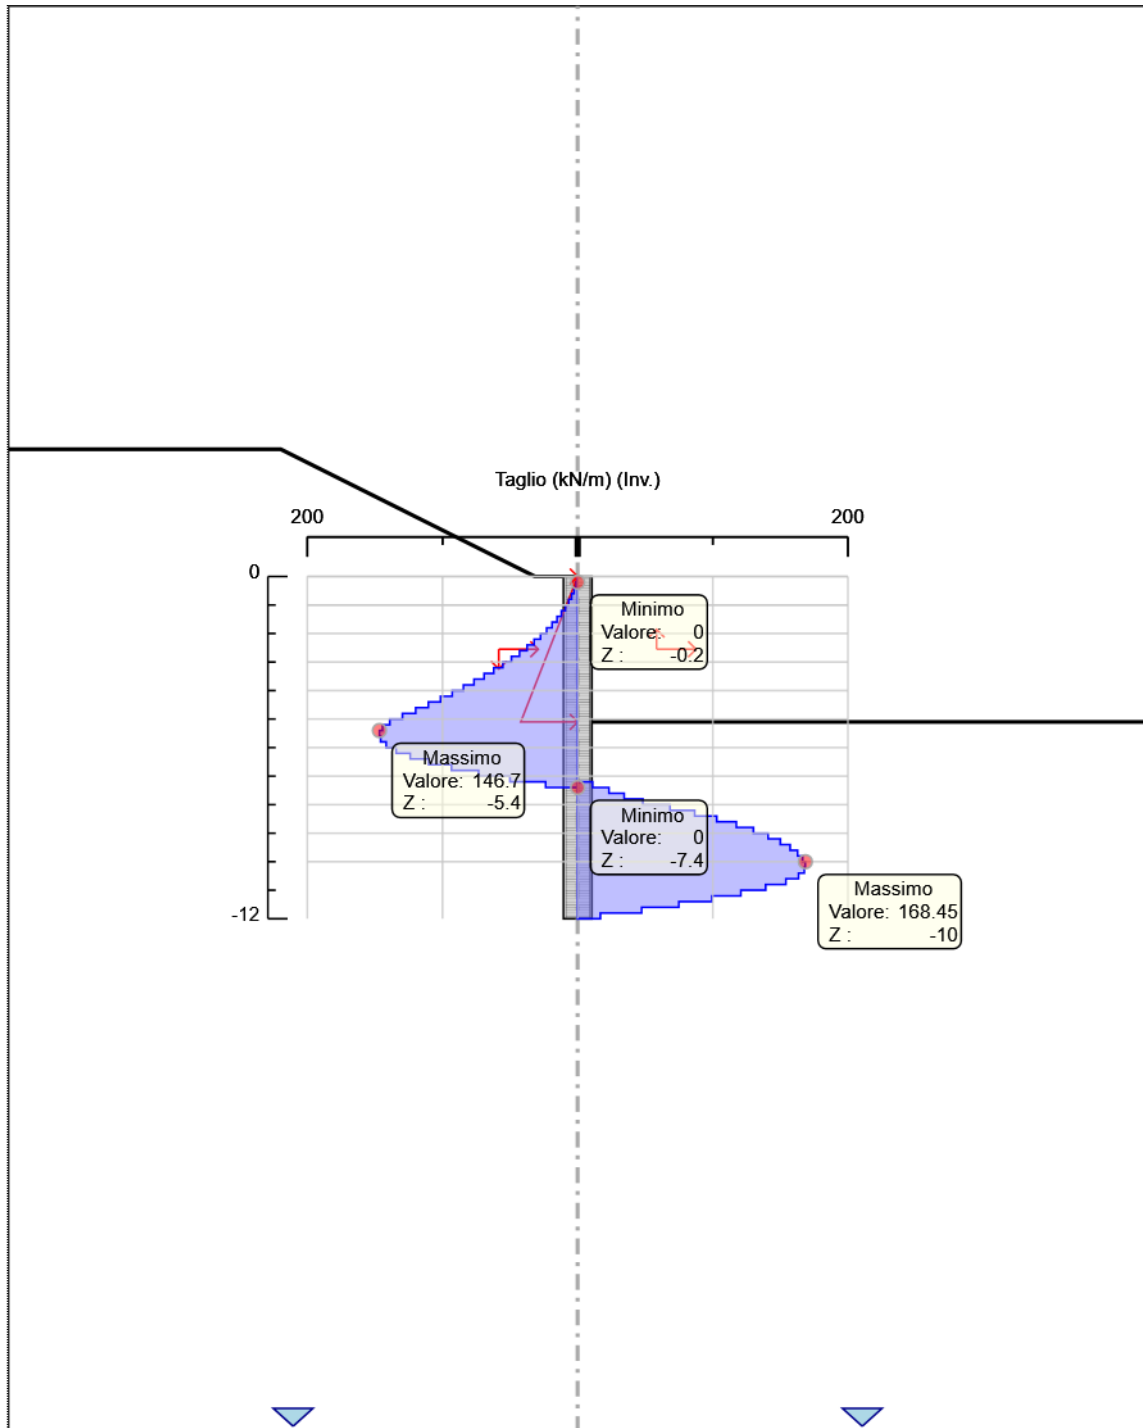 Taglio (kN/m) (Inv.)
200
200
0
Minimo
Valore: 0
Z : -0.2
Massimo
Valore: 146.7
Z : -5.4
Minimo
Valore: 0
Z : -7.4
Massimo
Valore: 168.45
Z : -10
-12